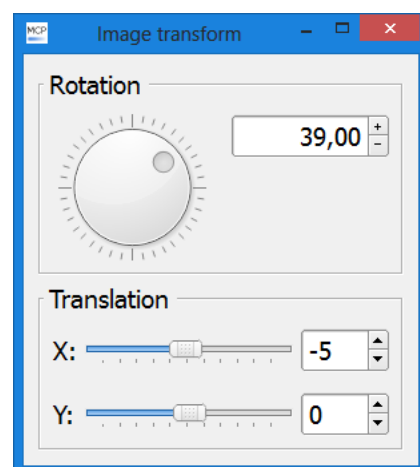 MCP Image transform
Rotation
39,00
Translation
X: -5
Y: 0